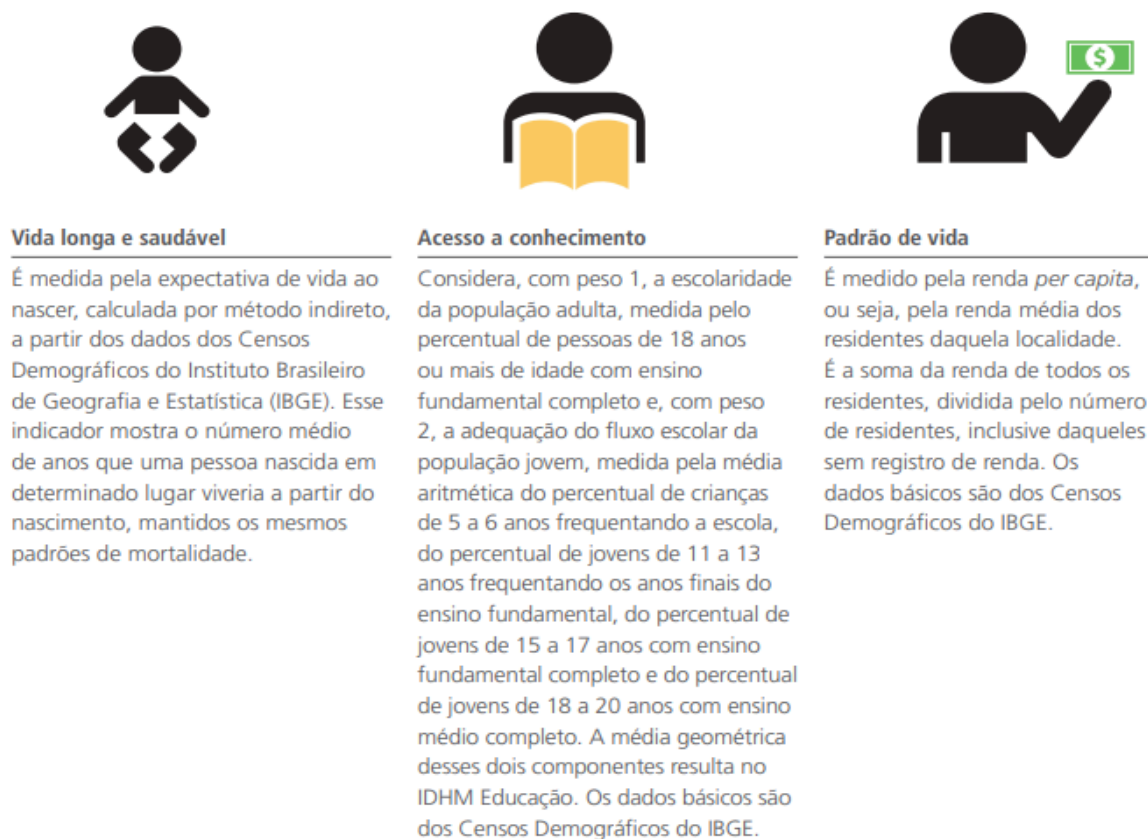 $
Vida longa e saudável
É medida pela expectativa de vida ao
nascer, calculada por método indireto,
a partir dos dados dos Censos
Demográficos do Instituto Brasileiro
de Geografia e Estatística (IBGE). Esse
indicador mostra o número médio
de anos que uma pessoa nascida em
determinado lugar viveria a partir do
nascimento, mantidos os mesmos
padrões de mortalidade.
Acesso a conhecimento
Considera, com peso 1, a escolaridade
da população adulta, medida pelo
percentual de pessoas de 18 anos
ou mais de idade com ensino
fundamental completo e, com peso
2, a adequação do fluxo escolar da
população jovem, medida pela média
aritmética do percentual de crianças
de 5 a 6 anos frequentando a escola,
do percentual de jovens de 11 a 13
anos frequentando os anos finais do
ensino fundamental, do percentual de
jovens de 15 a 17 anos com ensino
fundamental completo e do percentual
de jovens de 18 a 20 anos com ensino
médio completo. A média geométrica
desses dois componentes resulta no
IDHM Educação. Os dados básicos são
dos Censos Demográficos do IBGE.
Padrão de vida
É medido pela renda per capita,
ou seja, pela renda média dos
residentes daquela localidade.
É a soma da renda de todos os
residentes, dividida pelo número
de residentes, inclusive daqueles
sem registro de renda. Os
dados básicos são dos Censos
Demográficos do IBGE.